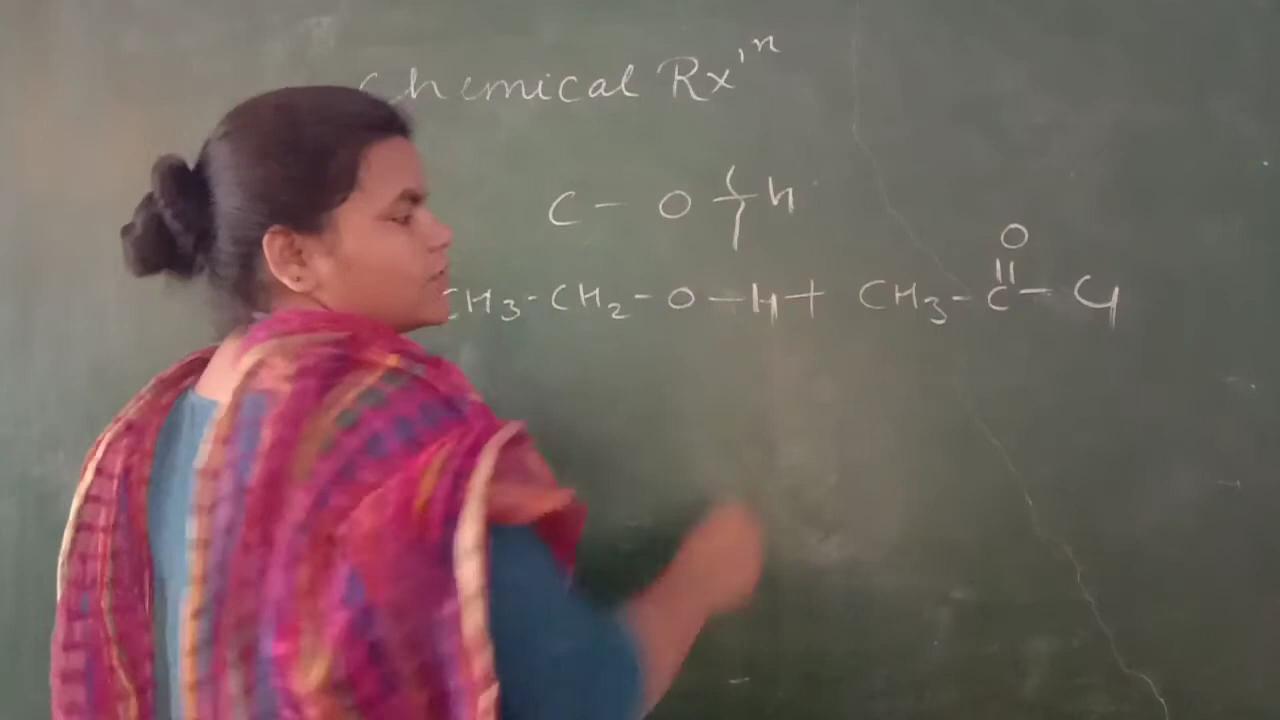 Chemical Rx'n
C - O + H
CH3-CH2-O-H+ CH3-C-Cl
O
||